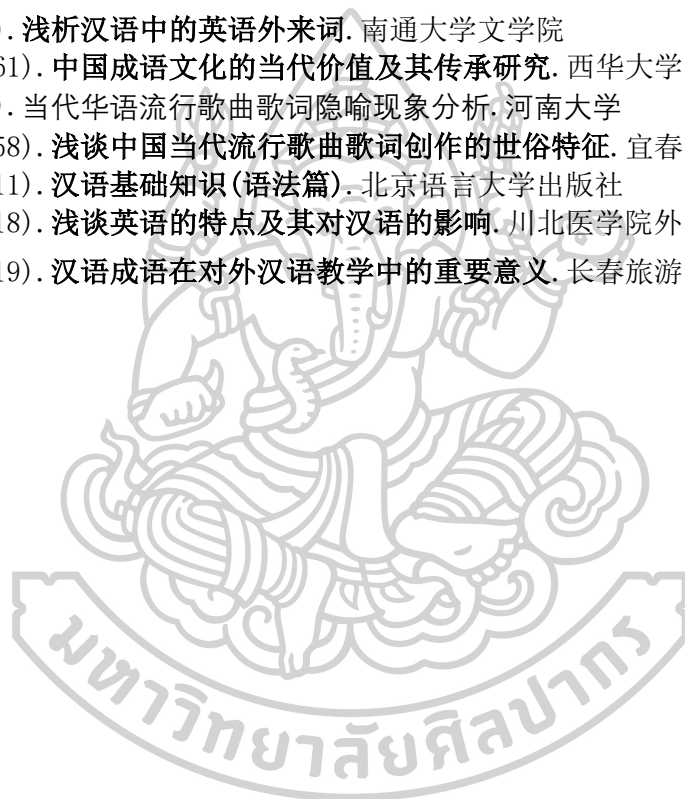 ). 浅析汉语中的英语外来词. 南通大学文学院
61). 中国成语文化的当代价值及其传承研究. 西华大学
). 当代华语流行歌曲歌词隐喻现象分析. 河南大学
58). 浅谈中国当代流行歌曲歌词创作的世俗特征. 宜春
11). 汉语基础知识(语法篇). 北京语言大学出版社
18). 浅谈英语的特点及其对汉语的影响. 川北医学院外
19). 汉语成语在对外汉语教学中的重要意义. 长春旅游
มหาวิทยาลัยศิลปากร